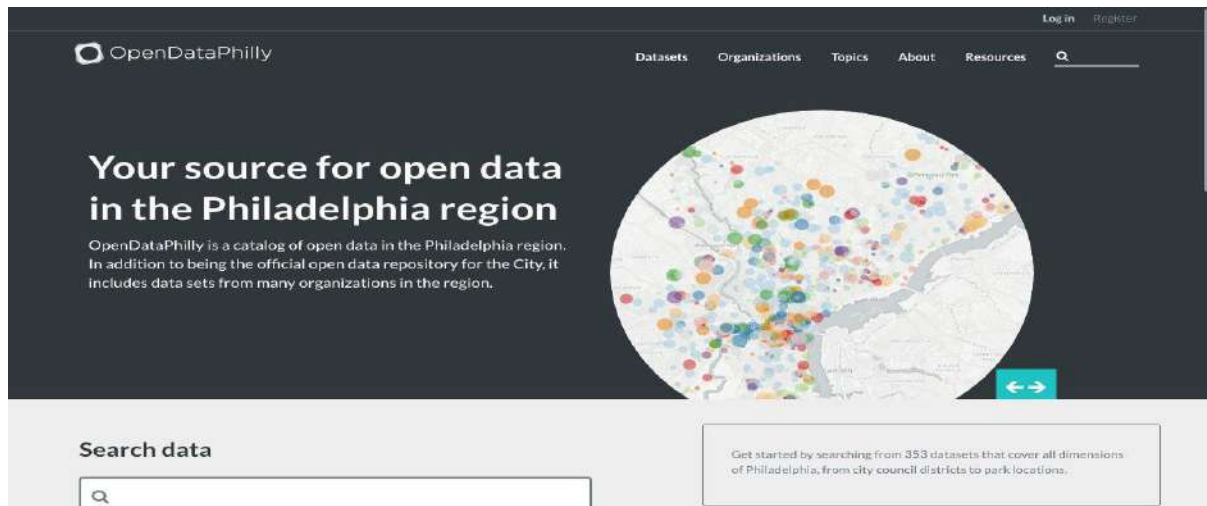 Log in Register
OpenDataPhilly
Datasets Organizations Topics About Resources
Your source for open data
in the Philadelphia region
OpenDataPhilly is a catalog of open data in the Philadelphia region.
In addition to being the official open data repository for the City, it
includes data sets from many organizations in the region.
Search data
Get started by searching from 353 datasets that cover all dimensions
of Philadelphia, from city council districts to park locations.